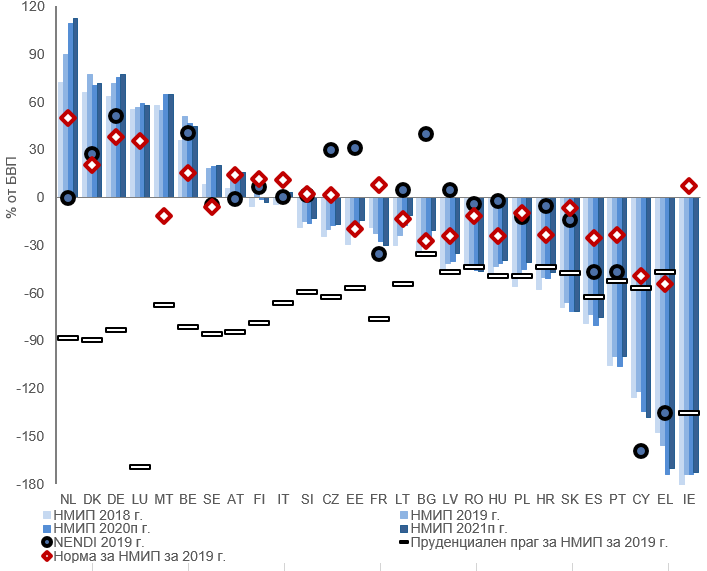 120
90
60
30
0
-30
-60
-90
-120
-150
-180
% от БВП
NL DK DE LU MT BE SE AT FI IT SI CZ EE FR LT BG LV RO HU PL HR SK ES PT CY EL IE
НМИП 2018 г. НМИП 2019 г.
НМИП 2020п г. НМИП 2021п г.
NENDI 2019 г. Пруденциален праг за НМИП за 2019 г.
Норма за НМИП за 2019 г.